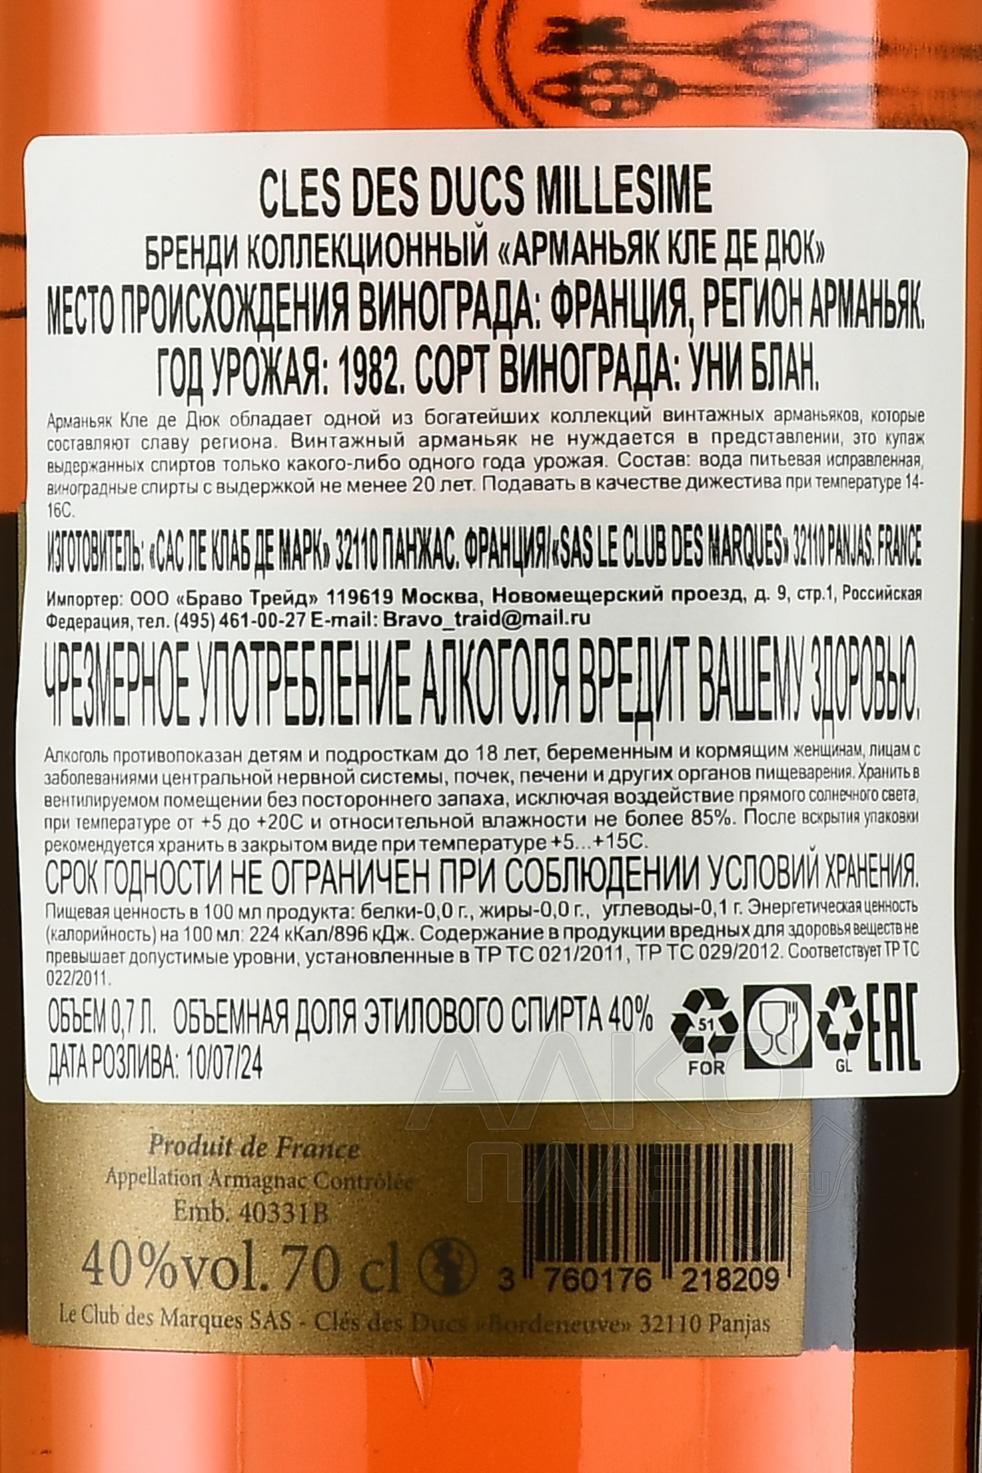 CLES DES DUCS MILLESIME
БРЕНДИ КОЛЛЕКЦИОННЫЙ «АРМАНЬЯК КЛЕ ДЕ ДЮК»
МЕСТО ПРОИСХОЖДЕНИЯ ВИНОГРАДА: ФРАНЦИЯ, РЕГИОН АРМАНЬЯК.
ГОД УРОЖАЯ: 1982. СОРТ ВИНОГРАДА: УНИ БЛАН.
Арманьяк Кле де Дюк обладает одной из богатейших коллекций винтажных арманьяков, которые
составляют славу региона. Винтажный арманьяк не нуждается в представлении, это купаж
выдержанных спиртов только какого-либо одного года урожая. Состав: вода питьевая исправленная,
виноградные спирты с выдержкой не менее 20 лет. Подавать в качестве дижестива при температуре 14-
16С.
ИЗГОТОВИТЕЛЬ: «САС ЛЕ КЛАБ ДЕ МАРК» 32110 ПАНЖАС. ФРАНЦИЯ/«SAS LE CLUB DES MARQUES» 32110 PANJAS. FRANCE
Импортер: ООО «Браво Трейд» 119619 Москва, Новомещерский проезд, д. 9, стр.1, Российская
Федерация, тел. (495) 461-00-27 E-mail: Bravo_traid@mail.ru
ЧРЕЗМЕРНОЕ УПОТРЕБЛЕНИЕ АЛКОГОЛЯ ВРЕДИТ ВАШЕМУ ЗДОРОВЬЮ.
Алкоголь противопоказан детям и подросткам до 18 лет, беременным и кормящим женщинам, лицам с
заболеваниями центральной нервной системы, почек, печени и других органов пищеварения. Хранить в
вентилируемом помещении без постороннего запаха, исключая воздействие прямого солнечного света,
при температуре от +5 до +20С и относительной влажности не более 85%. После вскрытия упаковки
рекомендуется хранить в закрытом виде при температуре +5...+15С.
СРОК ГОДНОСТИ НЕ ОГРАНИЧЕН ПРИ СОБЛЮДЕНИИ УСЛОВИЙ ХРАНЕНИЯ.
Пищевая ценность в 100 мл продукта: белки-0,0 г., жиры-0,0 г., углеводы-0,1 г. Энергетическая ценность
(калорийность) на 100 мл: 224 кКал/896 кДж. Содержание в продукции вредных для здоровья веществ не
превышает допустимые уровни, установленные в ТР ТС 021/2011, ТР ТС 029/2012. Соответствует ТР ТС
022/2011.
ОБЪЕМ 0,7 Л. ОБЪЕМНАЯ ДОЛЯ ЭТИЛОВОГО СПИРТА 40%
51
FOR
GL
EAC
ДАТА РОЗЛИВА: 10/07/24
Produit de France
Appellation Armagnac Contrôlée
Emb. 40331B
40%vol. 70 cl
3 760176 218209
Le Club des Marques SAS - Clés des Ducs «Bordeneuve» 32110 Panjas
АЛКО
ПЛАЗА
.ru